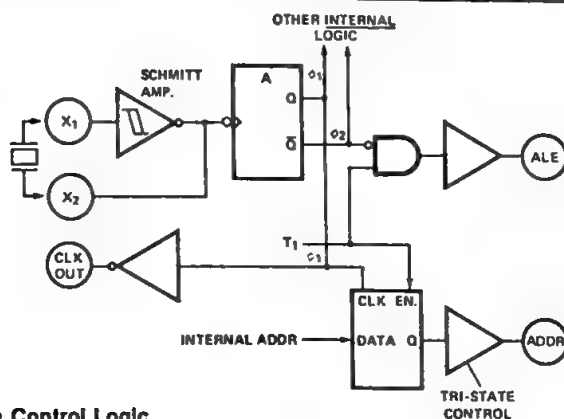 OTHER INTERNAL
LOGIC
SCHMITT
AMP.
A
ϕ1
Q
X1
Q̅
ϕ2
ALE
X2
T1
CLK
OUT
ϕ1
CLK EN.
INTERNAL ADDR
DATA Q
ADDR
TRI-STATE
CONTROL
Control Logic